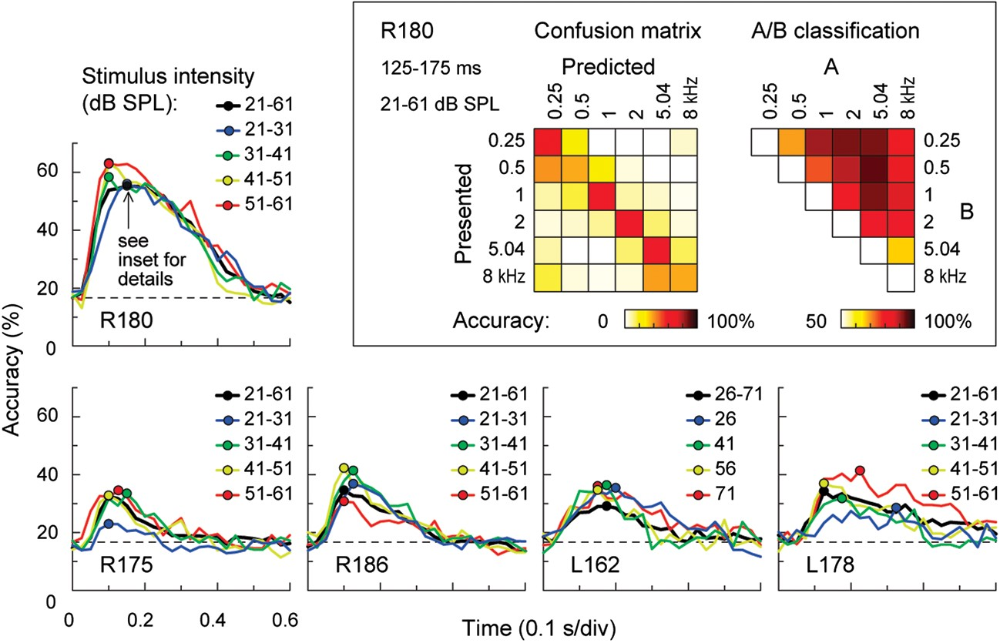 R180
Confusion matrix
A/B classification
125-175 ms
Predicted
A
21-61 dB SPL
0.25 0.5 1 2 5.04 8 kHz
0.25 0.5 1 2 5.04 8 kHz
Presented
0.25
0.5
1
2
5.04
8 kHz
0.25
0.5
1
2
5.04
8 kHz
B
Accuracy: 0 100%
50 100%
Stimulus intensity
(dB SPL):
21-61
21-31
31-41
41-51
51-61
60
40
20
0
see
inset for
details
R180
Accuracy (%)
60
40
20
0
21-61
21-31
31-41
41-51
51-61
R175
0 0.2 0.4 0.6
21-61
21-31
31-41
41-51
51-61
R186
26-71
26
41
56
71
L162
21-61
21-31
31-41
41-51
51-61
L178
Time (0.1 s/div)